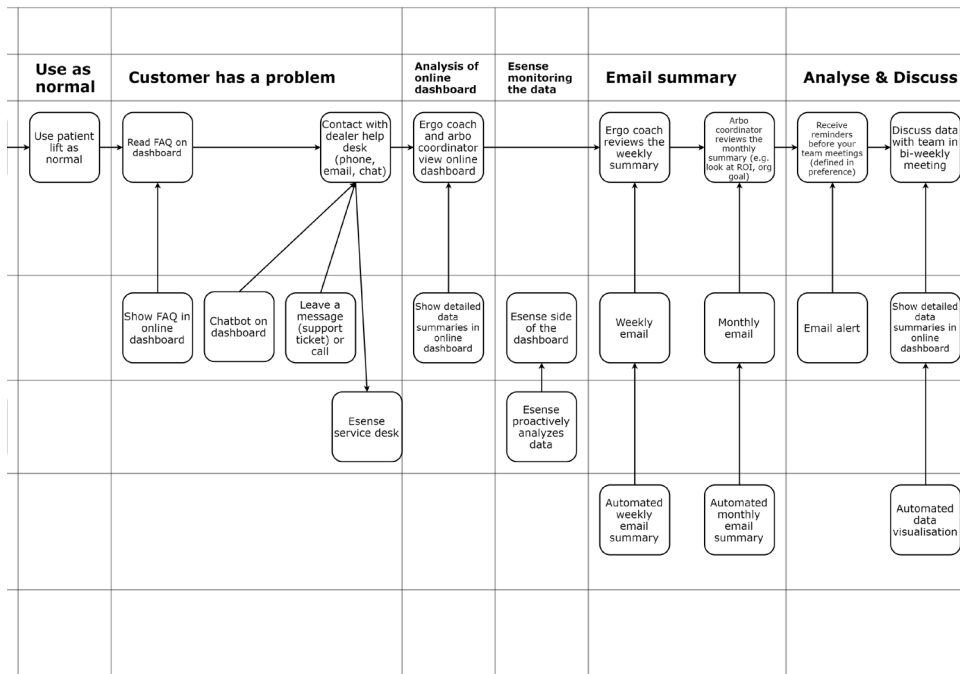 Use as
normal
Customer has a problem
Analysis of
online
dashboard
Esense
monitoring
the data
Email summary
Analyse & Discuss
Use patient
lift as
normal
Read FAQ on
dashboard
Contact with
dealer help
desk
(phone,
email, chat)
Ergo coach
and arbo
coordinator
view online
dashboard
Ergo coach
reviews the
weekly
summary
Arbo
coordinator
reviews the
monthly
summary (e.g.
look at ROI, org
goal)
Receive
reminders
before your
team meetings
(defined in
preference)
Discuss data
with team in
bi-weekly
meeting
Show FAQ in
online
dashboard
Chatbot on
dashboard
Leave a
message
(support
ticket) or
call
Show detailed
data
summaries in
online
dashboard
Esense side
of the
dashboard
Weekly
email
Monthly
email
Email alert
Show detailed
data
summaries in
online
dashboard
Esense
service desk
Esense
proactively
analyzes
data
Automated
weekly
email
summary
Automated
monthly
email
summary
Automated
data
visualisation